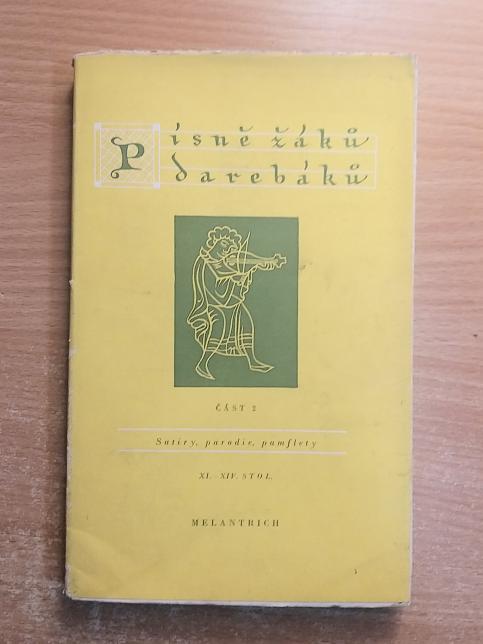 Písně žáků
darebáků
ČÁST 2
Satiry, parodie, pamflety
XI.–XIV. STOL.
MELANTRICH